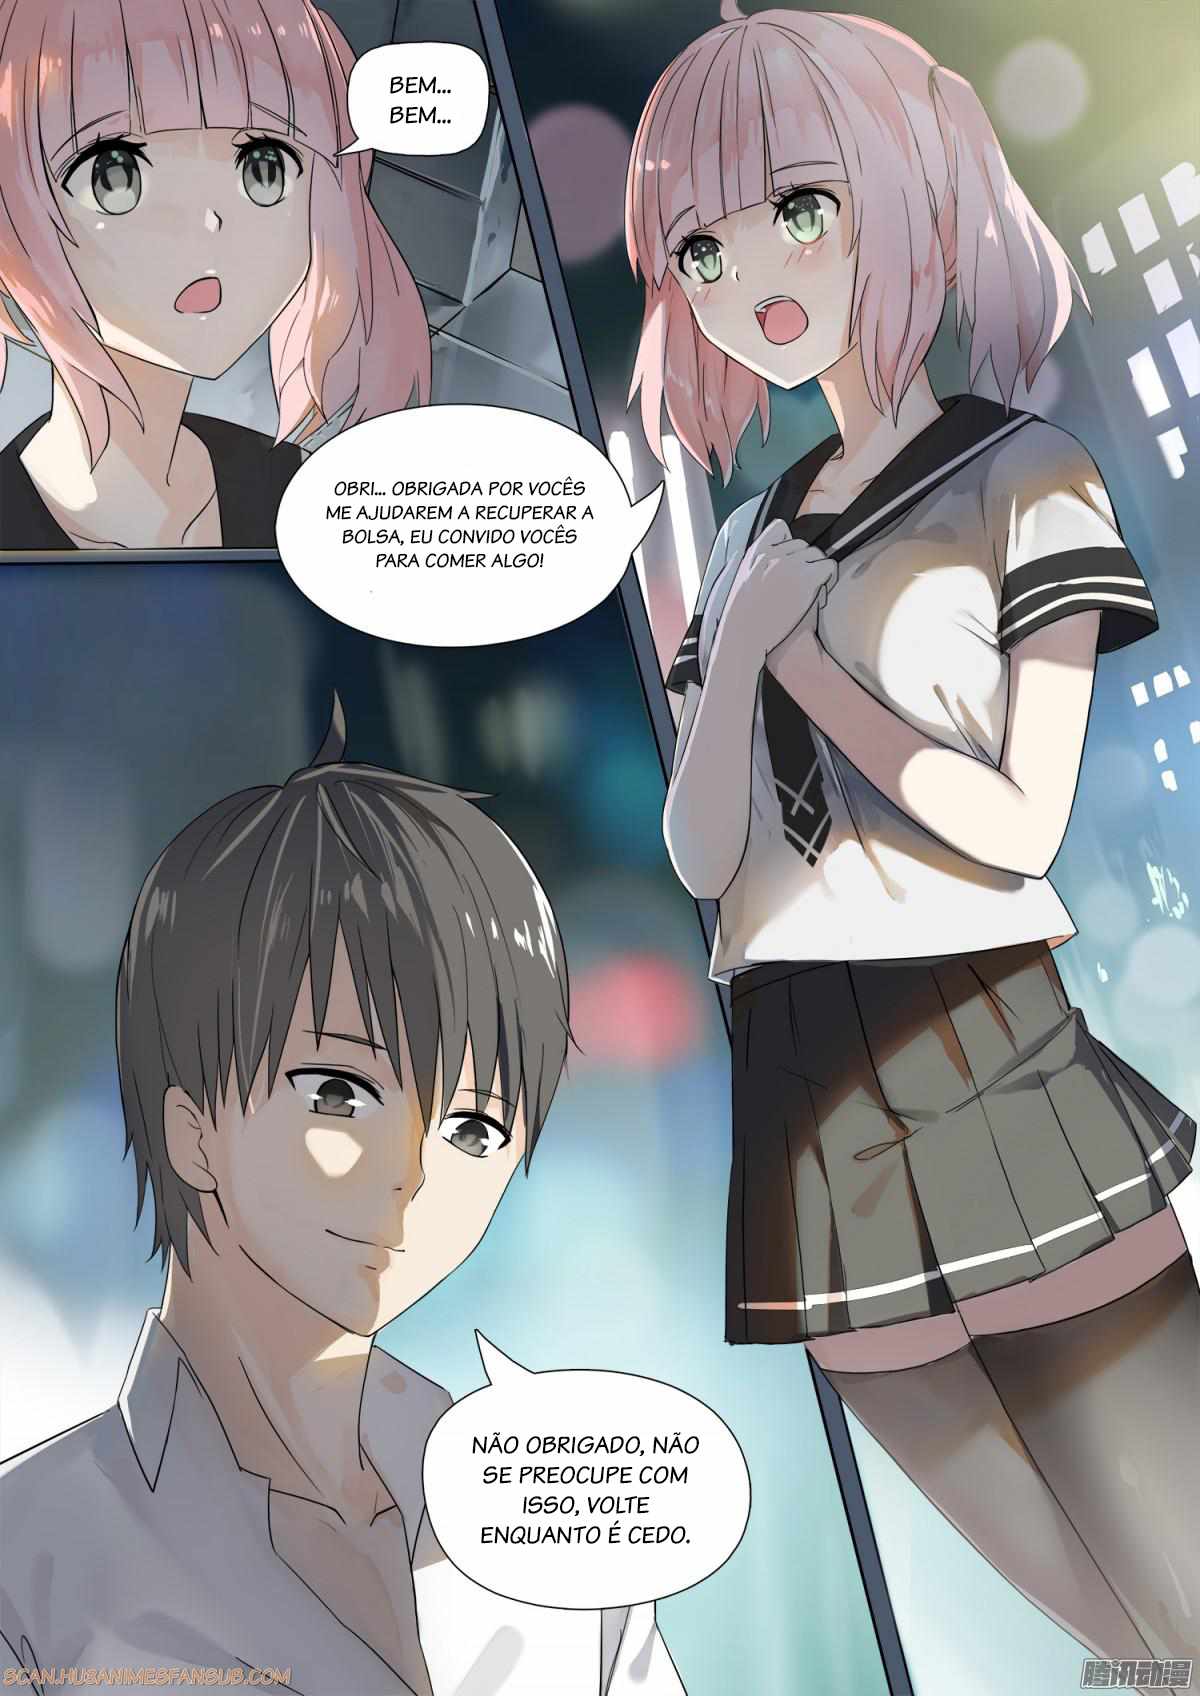 BEM...
BEM...
OBRI... OBRIGADA POR VOCÊS
ME AJUDAREM A RECUPERAR A
BOLSA, EU CONVIDO VOCÊS
PARA COMER ALGO!
NÃO OBRIGADO, NÃO
SE PREOCUPE COM
ISSO, VOLTE
ENQUANTO É CEDO.
SCAN.HUSANIMESFANSUB.COM
腾讯动漫